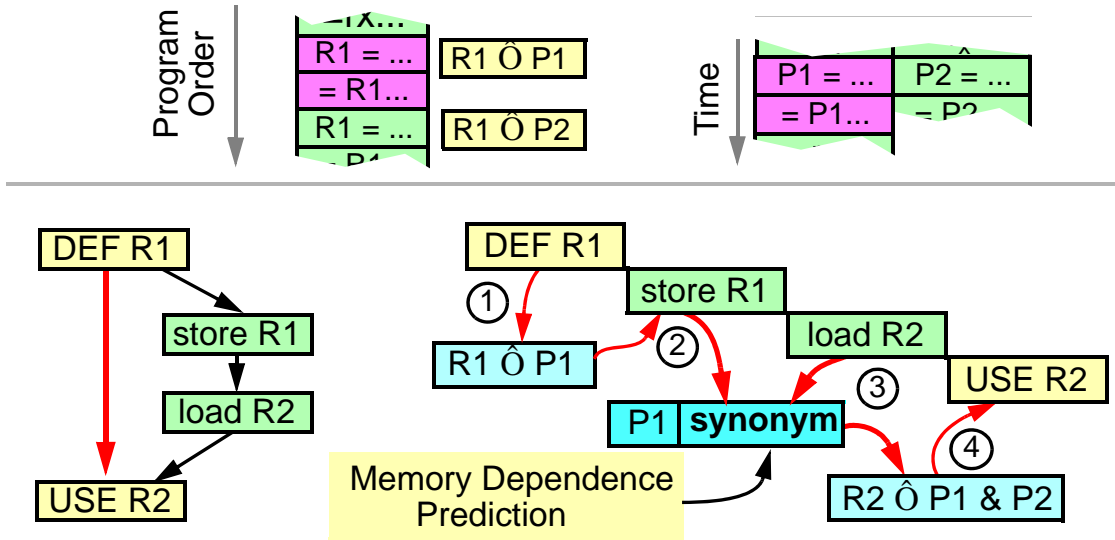 Program
Order
R1 = ...
= R1...
R1 = ...
R1 Ô P1
R1 Ô P2
Time
P1 = ...
P2 = ...
= P1...
= P2
DEF R1
store R1
load R2
USE R2
DEF R1
store R1
load R2
USE R2
1
2
3
4
R1 Ô P1
P1 synonym
R2 Ô P1 & P2
Memory Dependence
Prediction